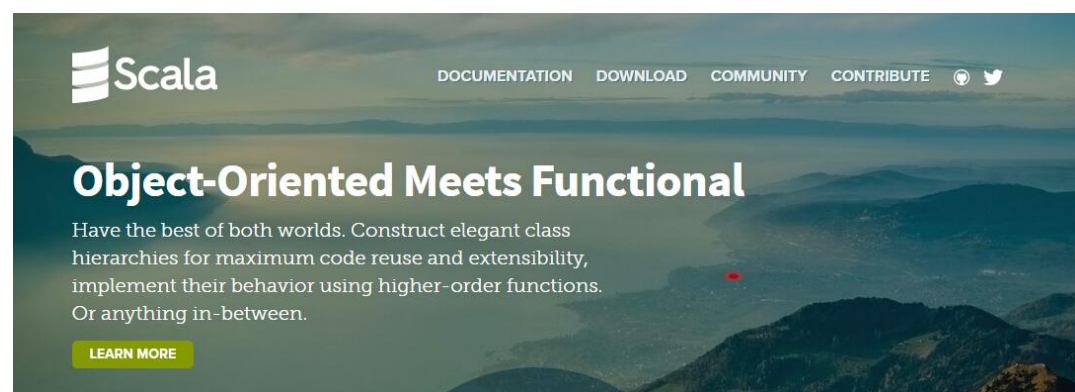 Scala
DOCUMENTATION DOWNLOAD COMMUNITY CONTRIBUTE
Object-Oriented Meets Functional
Have the best of both worlds. Construct elegant class
hierarchies for maximum code reuse and extensibility,
implement their behavior using higher-order functions.
Or anything in-between.
LEARN MORE